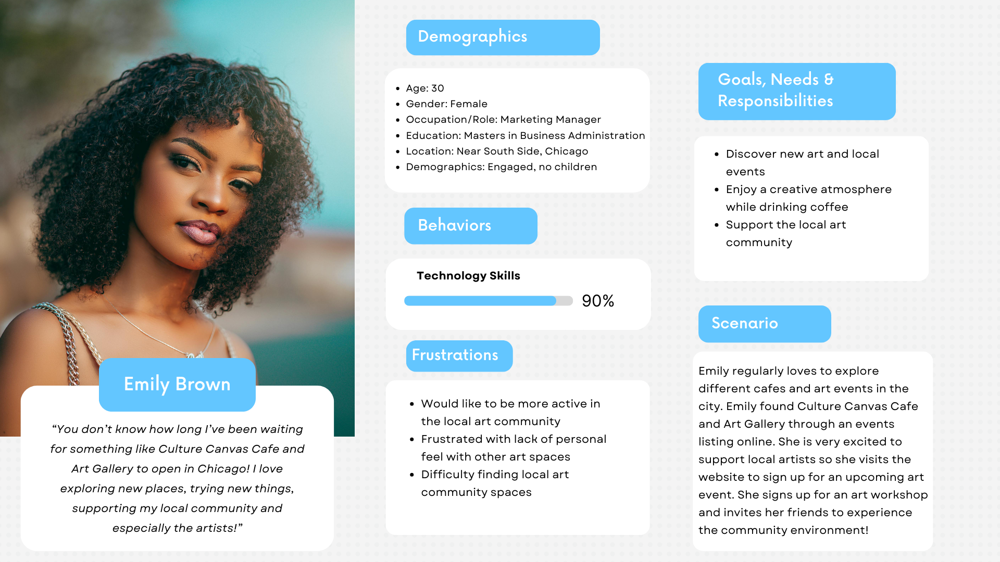 Emily Brown
“You don’t know how long I’ve been waiting
for something like Culture Canvas Cafe and
Art Gallery to open in Chicago! I love
exploring new places, trying new things,
supporting my local community and
especially the artists!”
Demographics
• Age: 30
• Gender: Female
• Occupation/Role: Marketing Manager
• Education: Masters in Business Administration
• Location: Near South Side, Chicago
• Demographics: Engaged, no children
Behaviors
Technology Skills
90%
Frustrations
• Would like to be more active in
the local art community
• Frustrated with lack of personal
feel with other art spaces
• Difficulty finding local art
community spaces
Goals, Needs &
Responsibilities
• Discover new art and local
events
• Enjoy a creative atmosphere
while drinking coffee
• Support the local art
community
Scenario
Emily regularly loves to explore
different cafes and art events in the
city. Emily found Culture Canvas Cafe
and Art Gallery through an events
listing online. She is very excited to
support local artists so she visits the
website to sign up for an upcoming art
event. She signs up for an art workshop
and invites her friends to experience
the community environment!